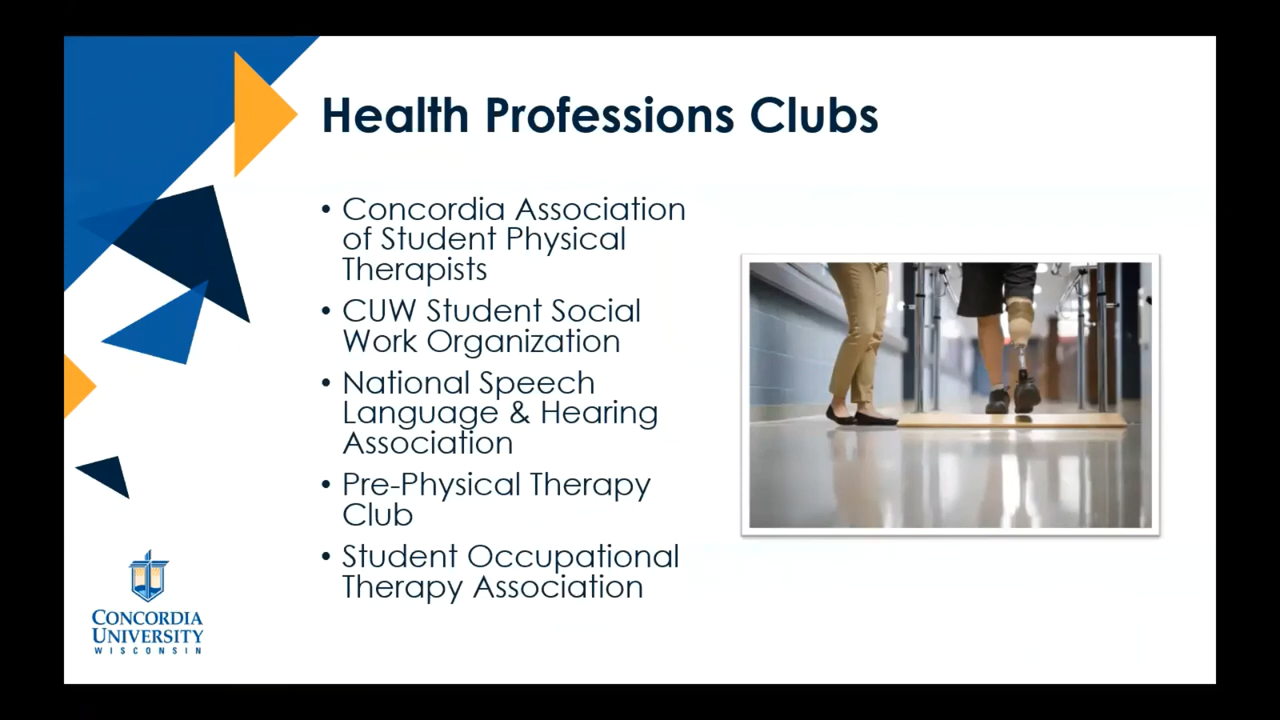 Health Professions Clubs
• Concordia Association
of Student Physical
Therapists
• CUW Student Social
Work Organization
• National Speech
Language & Hearing
Association
• Pre-Physical Therapy
Club
• Student Occupational
Therapy Association
CONCORDIA
UNIVERSITY
WISCONSIN